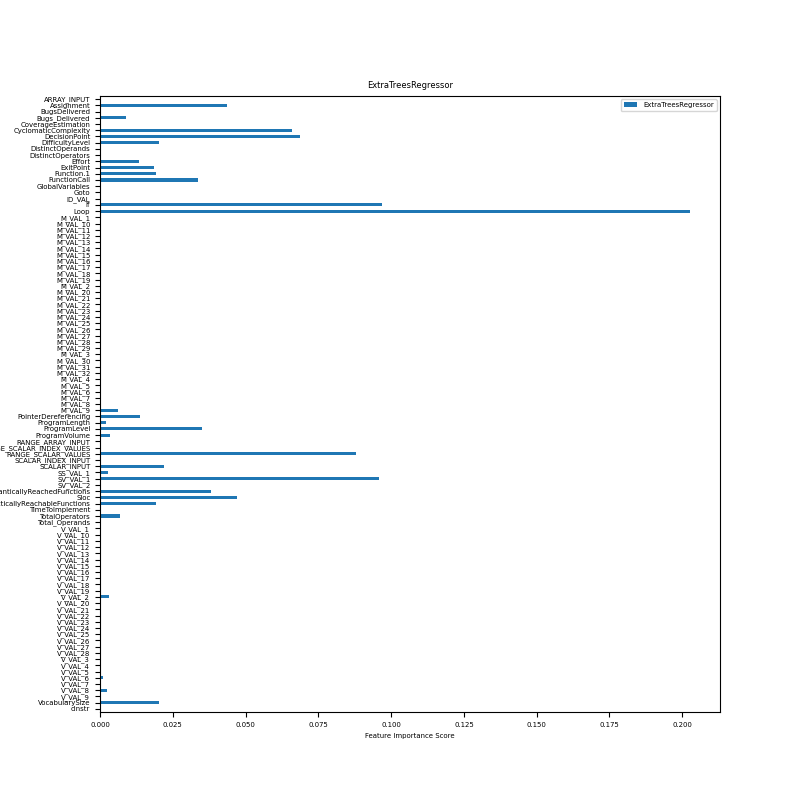 ExtraTreesRegressor
ExtraTreesRegressor
ARRAY_INPUT
Assignment
BugsDelivered
Bugs_Delivered
CoverageEstimation
CyclomaticComplexity
DecisionPoint
DifficultyLevel
DistinctOperands
DistinctOperators
Effort
ExitPoint
Function.1
FunctionCall
GlobalVariables
Goto
ID_VAL
If
Loop
M_VAL_1
M_VAL_10
M_VAL_11
M_VAL_12
M_VAL_13
M_VAL_14
M_VAL_15
M_VAL_16
M_VAL_17
M_VAL_18
M_VAL_19
M_VAL_2
M_VAL_20
M_VAL_21
M_VAL_22
M_VAL_23
M_VAL_24
M_VAL_25
M_VAL_26
M_VAL_27
M_VAL_28
M_VAL_29
M_VAL_3
M_VAL_30
M_VAL_31
M_VAL_32
M_VAL_4
M_VAL_5
M_VAL_6
M_VAL_7
M_VAL_8
M_VAL_9
PointerDereferencing
ProgramLength
ProgramLevel
ProgramVolume
RANGE_ARRAY_INPUT
E_SCALAR_INDEX_VALUES
RANGE_SCALAR_VALUES
SCALAR_INDEX_INPUT
SCALAR_INPUT
SS_VAL_1
SV_VAL_1
SV_VAL_2
anticallyReachedFunctions
Sloc
ticallyReachableFunctions
TimeToImplement
TotalOperators
Total_Operands
V_VAL_1
V_VAL_10
V_VAL_11
V_VAL_12
V_VAL_13
V_VAL_14
V_VAL_15
V_VAL_16
V_VAL_17
V_VAL_18
V_VAL_19
V_VAL_2
V_VAL_20
V_VAL_21
V_VAL_22
V_VAL_23
V_VAL_24
V_VAL_25
V_VAL_26
V_VAL_27
V_VAL_28
V_VAL_3
V_VAL_4
V_VAL_5
V_VAL_6
V_VAL_7
V_VAL_8
V_VAL_9
VocabularySize
cinstr
0.000 0.025 0.050 0.075 0.100 0.125 0.150 0.175 0.200
Feature Importance Score